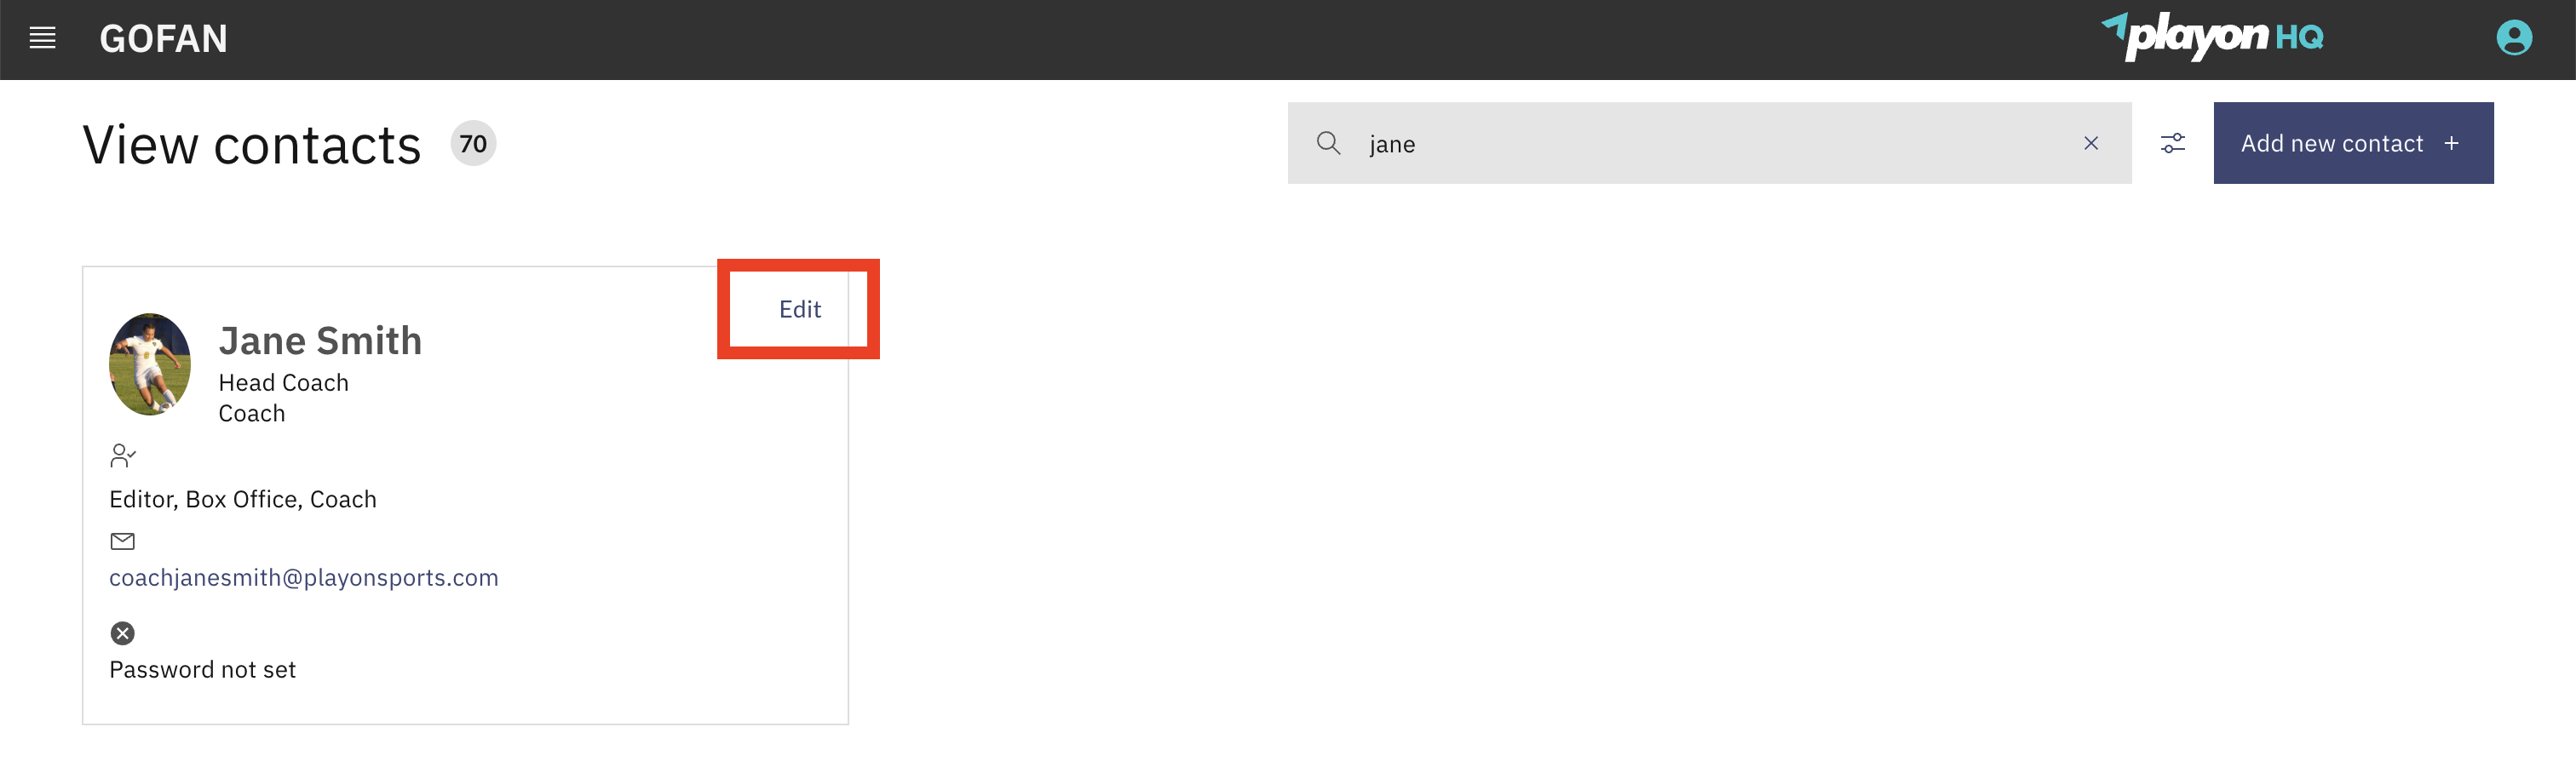 GOFAN
playon HQ
View contacts 70
jane
Add new contact +
Edit
Jane Smith
Head Coach
Coach
Editor, Box Office, Coach
coachjanesmith@playonsports.com
Password not set